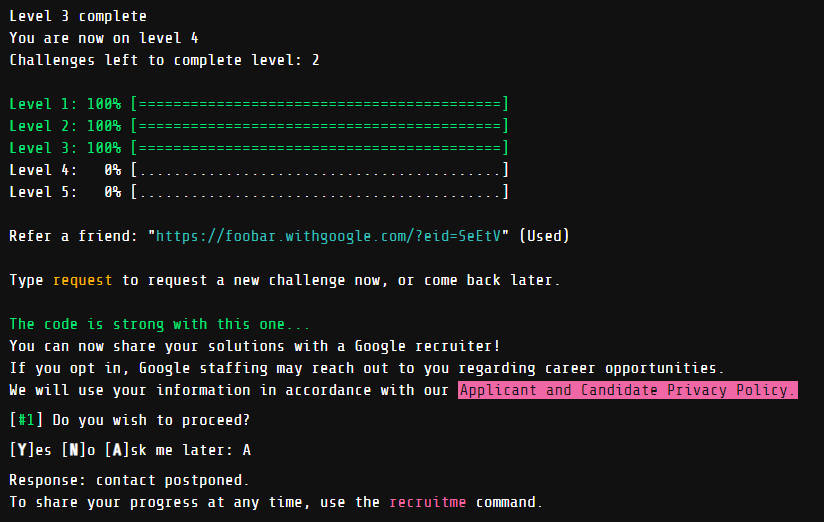 Level 3 complete
You are now on level 4
Challenges left to complete level: 2
Level 1: 100% [==========================================]
Level 2: 100% [==========================================]
Level 3: 100% [==========================================]
Level 4:   0% [..........................................]
Level 5:   0% [..........................................]
Refer a friend: "https://foobar.withgoogle.com/?eid=SeEtV" (Used)
Type request to request a new challenge now, or come back later.
The code is strong with this one...
You can now share your solutions with a Google recruiter!
If you opt in, Google staffing may reach out to you regarding career opportunities.
We will use your information in accordance with our Applicant and Candidate Privacy Policy.
[#1] Do you wish to proceed?
[Y]es [N]o [A]sk me later: A
Response: contact postponed.
To share your progress at any time, use the recruitme command.